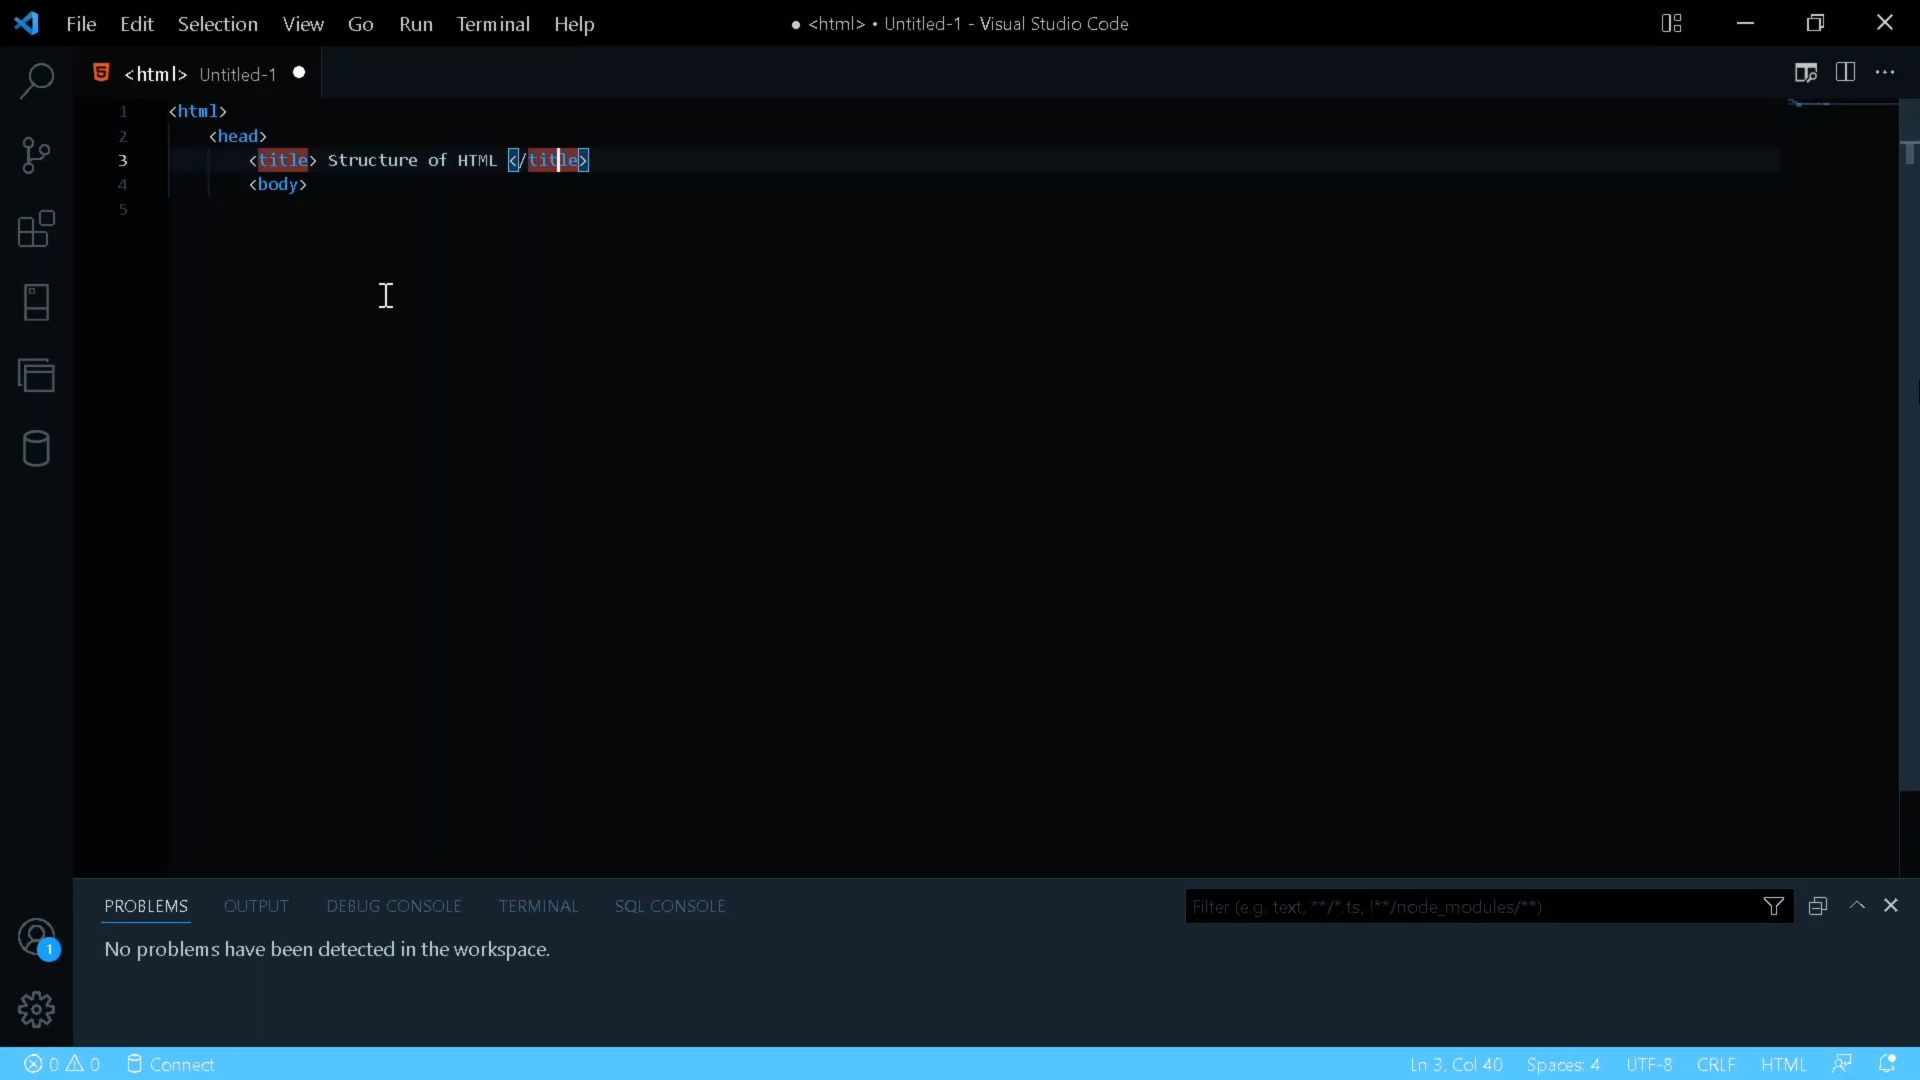 File Edit Selection View Go Run Terminal Help
● <html> • Untitled-1 - Visual Studio Code
<html> Untitled-1 ●
1 <html>
2 <head>
3 <title> Structure of HTML </title>
4 <body>
5
PROBLEMS OUTPUT DEBUG CONSOLE TERMINAL SQL CONSOLE
Filter (e.g. text, **/*.ts, !**/node_modules/**)
No problems have been detected in the workspace.
1
0 0 Connect
Ln 3, Col 40 Spaces: 4 UTF-8 CRLF HTML